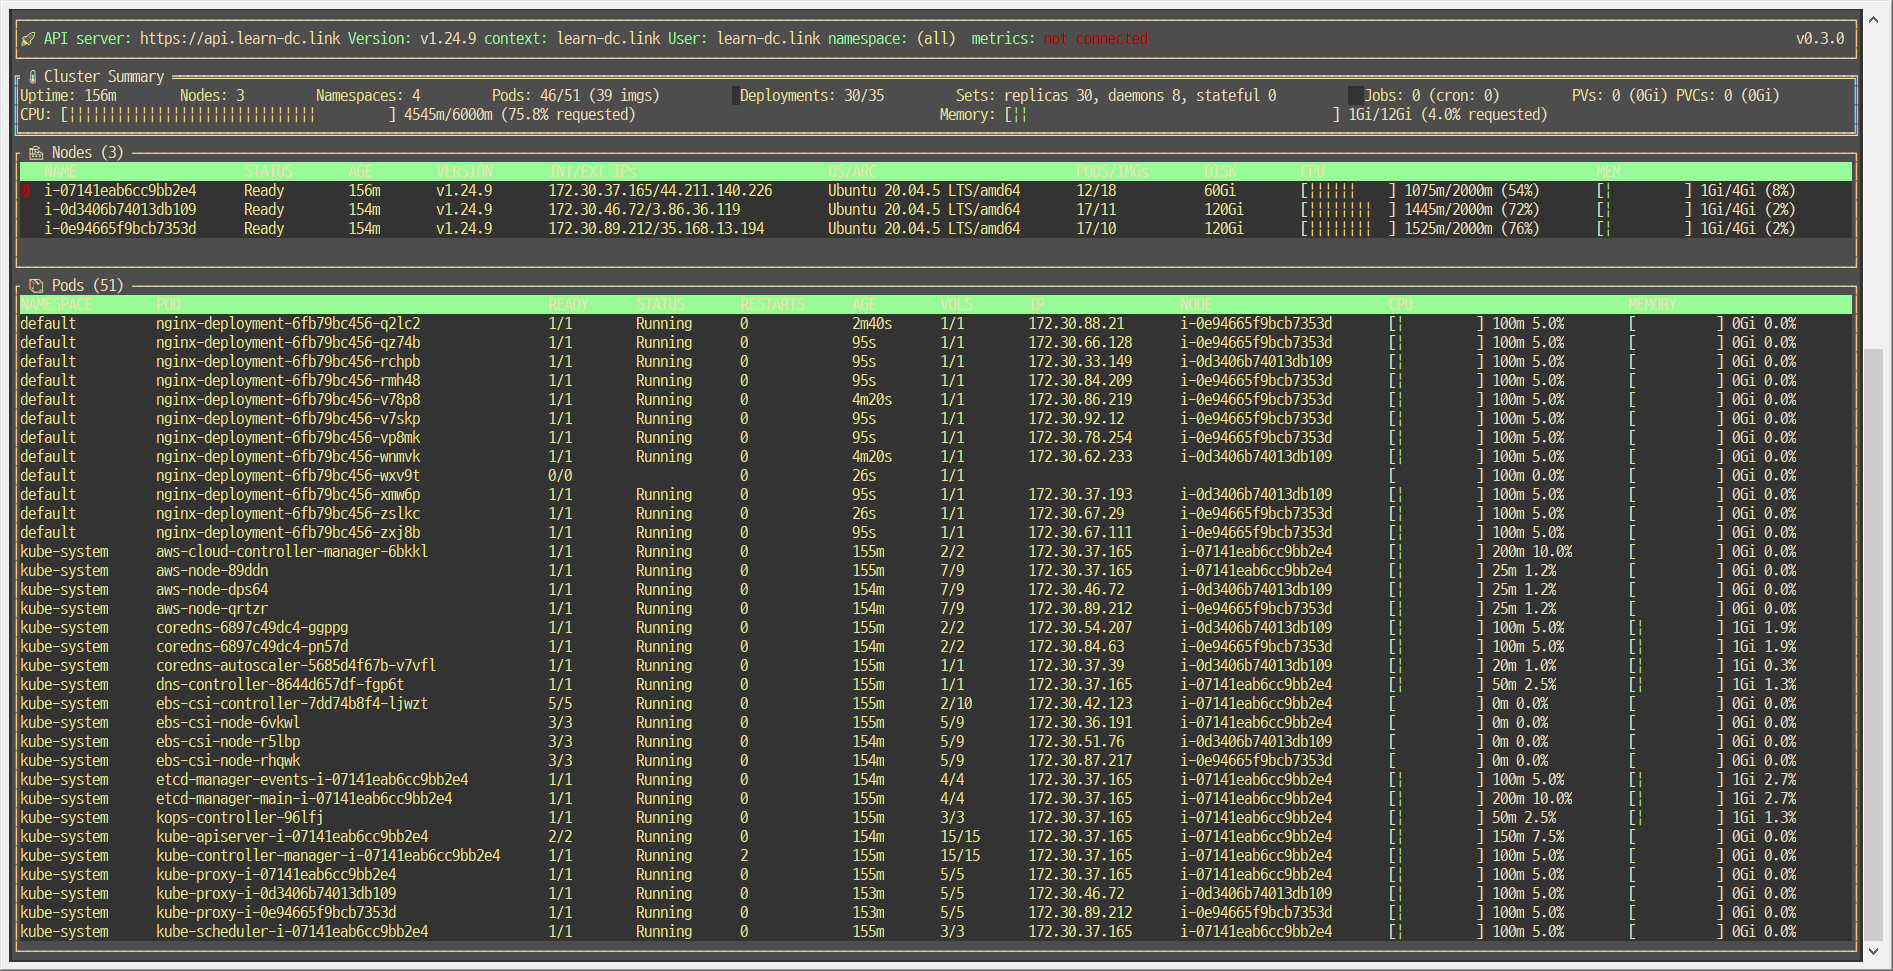 API server: https://api.learn-dc.link Version: v1.24.9 context: learn-dc.link User: learn-dc.link namespace: (all) metrics: not connected v0.3.0
Cluster Summary
Uptime: 156m Nodes: 3 Namespaces: 4 Pods: 46/51 (39 imgs) Deployments: 30/35 Sets: replicas 30, daemons 8, stateful 0 Jobs: 0 (cron: 0) PVs: 0 (0Gi) PVCs: 0 (0Gi)
CPU: [¦¦¦¦¦¦¦¦¦¦¦¦¦¦¦¦¦¦¦¦¦¦¦¦¦¦¦¦¦¦¦ ] 4545m/6000m (75.8% requested) Memory: [¦¦ ] 1Gi/12Gi (4.0% requested)
Nodes (3)
NAME STATUS AGE VERSION INT/EXT IPs OS/ARC PODS/IMGs DISK CPU MEM
i-07141eab6cc9bb2e4 Ready 156m v1.24.9 172.30.37.165/44.211.140.226 Ubuntu 20.04.5 LTS/amd64 12/18 60Gi [¦¦¦¦¦¦ ] 1075m/2000m (54%) [¦ ] 1Gi/4Gi (8%)
i-0d3406b74013db109 Ready 154m v1.24.9 172.30.46.72/3.86.36.119 Ubuntu 20.04.5 LTS/amd64 17/11 120Gi [¦¦¦¦¦¦¦¦ ] 1445m/2000m (72%) [¦ ] 1Gi/4Gi (2%)
i-0e94665f9bcb7353d Ready 154m v1.24.9 172.30.89.212/35.168.13.194 Ubuntu 20.04.5 LTS/amd64 17/10 120Gi [¦¦¦¦¦¦¦¦ ] 1525m/2000m (76%) [¦ ] 1Gi/4Gi (2%)
Pods (51)
NAMESPACE POD READY STATUS RESTARTS AGE VOLS IP NODE CPU MEMORY
default nginx-deployment-6fb79bc456-q2lc2 1/1 Running 0 2m40s 1/1 172.30.88.21 i-0e94665f9bcb7353d [¦ ] 100m 5.0% [ ] 0Gi 0.0%
default nginx-deployment-6fb79bc456-qz74b 1/1 Running 0 95s 1/1 172.30.66.128 i-0e94665f9bcb7353d [¦ ] 100m 5.0% [ ] 0Gi 0.0%
default nginx-deployment-6fb79bc456-rchpb 1/1 Running 0 95s 1/1 172.30.33.149 i-0d3406b74013db109 [¦ ] 100m 5.0% [ ] 0Gi 0.0%
default nginx-deployment-6fb79bc456-rmh48 1/1 Running 0 95s 1/1 172.30.84.209 i-0e94665f9bcb7353d [¦ ] 100m 5.0% [ ] 0Gi 0.0%
default nginx-deployment-6fb79bc456-v78p8 1/1 Running 0 4m20s 1/1 172.30.86.219 i-0e94665f9bcb7353d [¦ ] 100m 5.0% [ ] 0Gi 0.0%
default nginx-deployment-6fb79bc456-v7skp 1/1 Running 0 95s 1/1 172.30.92.12 i-0e94665f9bcb7353d [¦ ] 100m 5.0% [ ] 0Gi 0.0%
default nginx-deployment-6fb79bc456-vp8mk 1/1 Running 0 95s 1/1 172.30.78.254 i-0e94665f9bcb7353d [¦ ] 100m 5.0% [ ] 0Gi 0.0%
default nginx-deployment-6fb79bc456-wnmvk 1/1 Running 0 4m20s 1/1 172.30.62.233 i-0d3406b74013db109 [¦ ] 100m 5.0% [ ] 0Gi 0.0%
default nginx-deployment-6fb79bc456-wxv9t 0/0 0 26s 1/1 [ ] 100m 0.0% [ ] 0Gi 0.0%
default nginx-deployment-6fb79bc456-xmw6p 1/1 Running 0 95s 1/1 172.30.37.193 i-0d3406b74013db109 [¦ ] 100m 5.0% [ ] 0Gi 0.0%
default nginx-deployment-6fb79bc456-zslkc 1/1 Running 0 26s 1/1 172.30.67.29 i-0e94665f9bcb7353d [¦ ] 100m 5.0% [ ] 0Gi 0.0%
default nginx-deployment-6fb79bc456-zxj8b 1/1 Running 0 95s 1/1 172.30.67.111 i-0e94665f9bcb7353d [¦ ] 100m 5.0% [ ] 0Gi 0.0%
kube-system aws-cloud-controller-manager-6bkkl 1/1 Running 0 155m 2/2 172.30.37.165 i-07141eab6cc9bb2e4 [¦ ] 200m 10.0% [ ] 0Gi 0.0%
kube-system aws-node-89ddn 1/1 Running 0 155m 7/9 172.30.37.165 i-07141eab6cc9bb2e4 [¦ ] 25m 1.2% [ ] 0Gi 0.0%
kube-system aws-node-dps64 1/1 Running 0 154m 7/9 172.30.46.72 i-0d3406b74013db109 [¦ ] 25m 1.2% [ ] 0Gi 0.0%
kube-system aws-node-qrtzr 1/1 Running 0 154m 7/9 172.30.89.212 i-0e94665f9bcb7353d [¦ ] 25m 1.2% [ ] 0Gi 0.0%
kube-system coredns-6897c49dc4-ggppg 1/1 Running 0 155m 2/2 172.30.54.207 i-0d3406b74013db109 [¦ ] 100m 5.0% [¦ ] 1Gi 1.9%
kube-system coredns-6897c49dc4-pn57d 1/1 Running 0 154m 2/2 172.30.84.63 i-0e94665f9bcb7353d [¦ ] 100m 5.0% [¦ ] 1Gi 1.9%
kube-system coredns-autoscaler-5685d4f67b-v7vfl 1/1 Running 0 155m 1/1 172.30.37.39 i-0d3406b74013db109 [¦ ] 20m 1.0% [¦ ] 1Gi 0.3%
kube-system dns-controller-8644d657df-fgp6t 1/1 Running 0 155m 1/1 172.30.37.165 i-07141eab6cc9bb2e4 [¦ ] 50m 2.5% [¦ ] 1Gi 1.3%
kube-system ebs-csi-controller-7dd74b8f4-ljwzt 5/5 Running 0 155m 2/10 172.30.42.123 i-07141eab6cc9bb2e4 [ ] 0m 0.0% [ ] 0Gi 0.0%
kube-system ebs-csi-node-6vkwl 3/3 Running 0 155m 5/9 172.30.36.191 i-07141eab6cc9bb2e4 [ ] 0m 0.0% [ ] 0Gi 0.0%
kube-system ebs-csi-node-r5lbp 3/3 Running 0 154m 5/9 172.30.51.76 i-0d3406b74013db109 [ ] 0m 0.0% [ ] 0Gi 0.0%
kube-system ebs-csi-node-rhqwk 3/3 Running 0 154m 5/9 172.30.87.217 i-0e94665f9bcb7353d [ ] 0m 0.0% [ ] 0Gi 0.0%
kube-system etcd-manager-events-i-07141eab6cc9bb2e4 1/1 Running 0 154m 4/4 172.30.37.165 i-07141eab6cc9bb2e4 [¦ ] 100m 5.0% [¦ ] 1Gi 2.7%
kube-system etcd-manager-main-i-07141eab6cc9bb2e4 1/1 Running 0 155m 4/4 172.30.37.165 i-07141eab6cc9bb2e4 [¦ ] 200m 10.0% [¦ ] 1Gi 2.7%
kube-system kops-controller-96lfj 1/1 Running 0 155m 3/3 172.30.37.165 i-07141eab6cc9bb2e4 [¦ ] 50m 2.5% [¦ ] 1Gi 1.3%
kube-system kube-apiserver-i-07141eab6cc9bb2e4 2/2 Running 0 154m 15/15 172.30.37.165 i-07141eab6cc9bb2e4 [¦ ] 150m 7.5% [ ] 0Gi 0.0%
kube-system kube-controller-manager-i-07141eab6cc9bb2e4 1/1 Running 2 155m 15/15 172.30.37.165 i-07141eab6cc9bb2e4 [¦ ] 100m 5.0% [ ] 0Gi 0.0%
kube-system kube-proxy-i-07141eab6cc9bb2e4 1/1 Running 0 155m 5/5 172.30.37.165 i-07141eab6cc9bb2e4 [¦ ] 100m 5.0% [ ] 0Gi 0.0%
kube-system kube-proxy-i-0d3406b74013db109 1/1 Running 0 153m 5/5 172.30.46.72 i-0d3406b74013db109 [¦ ] 100m 5.0% [ ] 0Gi 0.0%
kube-system kube-proxy-i-0e94665f9bcb7353d 1/1 Running 0 153m 5/5 172.30.89.212 i-0e94665f9bcb7353d [¦ ] 100m 5.0% [ ] 0Gi 0.0%
kube-system kube-scheduler-i-07141eab6cc9bb2e4 1/1 Running 0 155m 3/3 172.30.37.165 i-07141eab6cc9bb2e4 [¦ ] 100m 5.0% [ ] 0Gi 0.0%